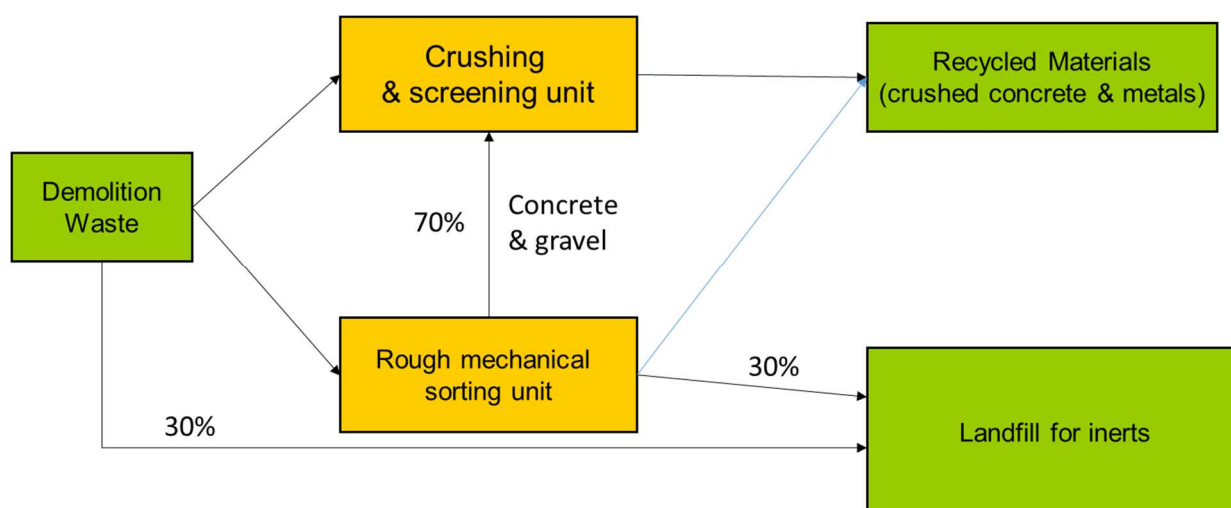 Crushing
& screening unit
Recycled Materials
(crushed concrete & metals)
Demolition
Waste
70%
Concrete
& gravel
Rough mechanical
sorting unit
30%
30%
Landfill for inerts